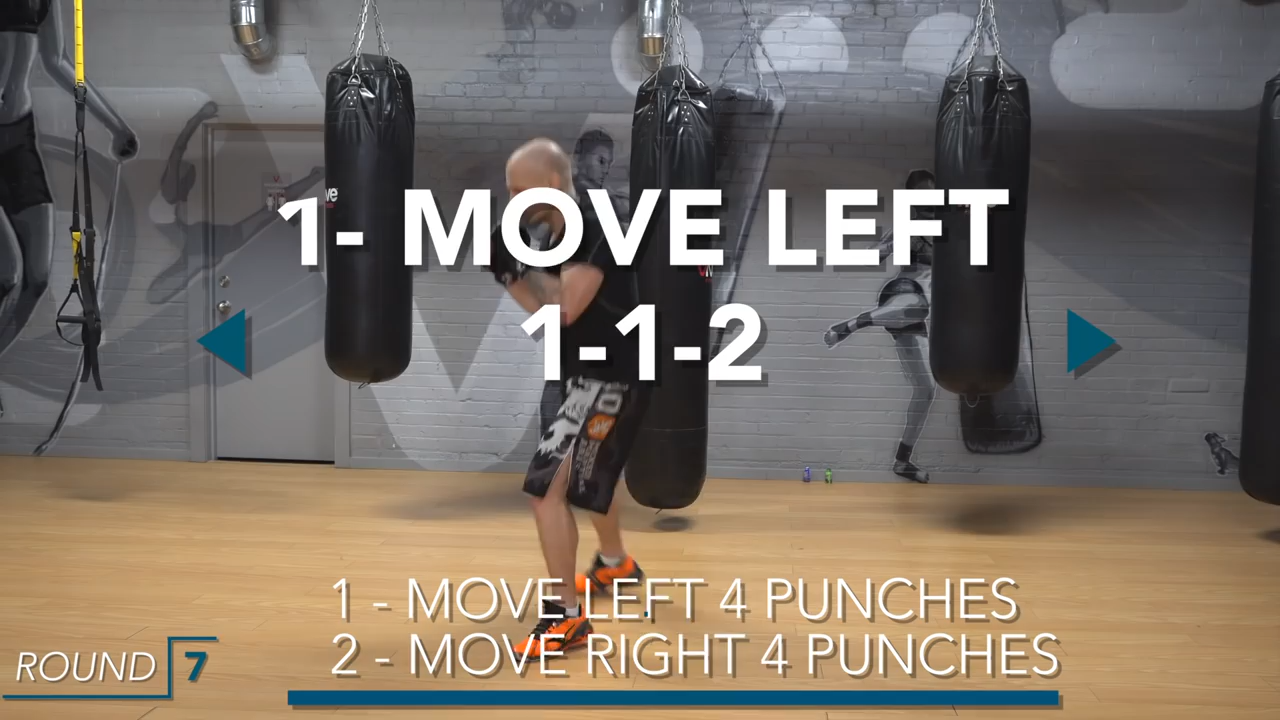 1- MOVE LEFT
1-1-2
1 - MOVE LEFT 4 PUNCHES
2 - MOVE RIGHT 4 PUNCHES
ROUND 7